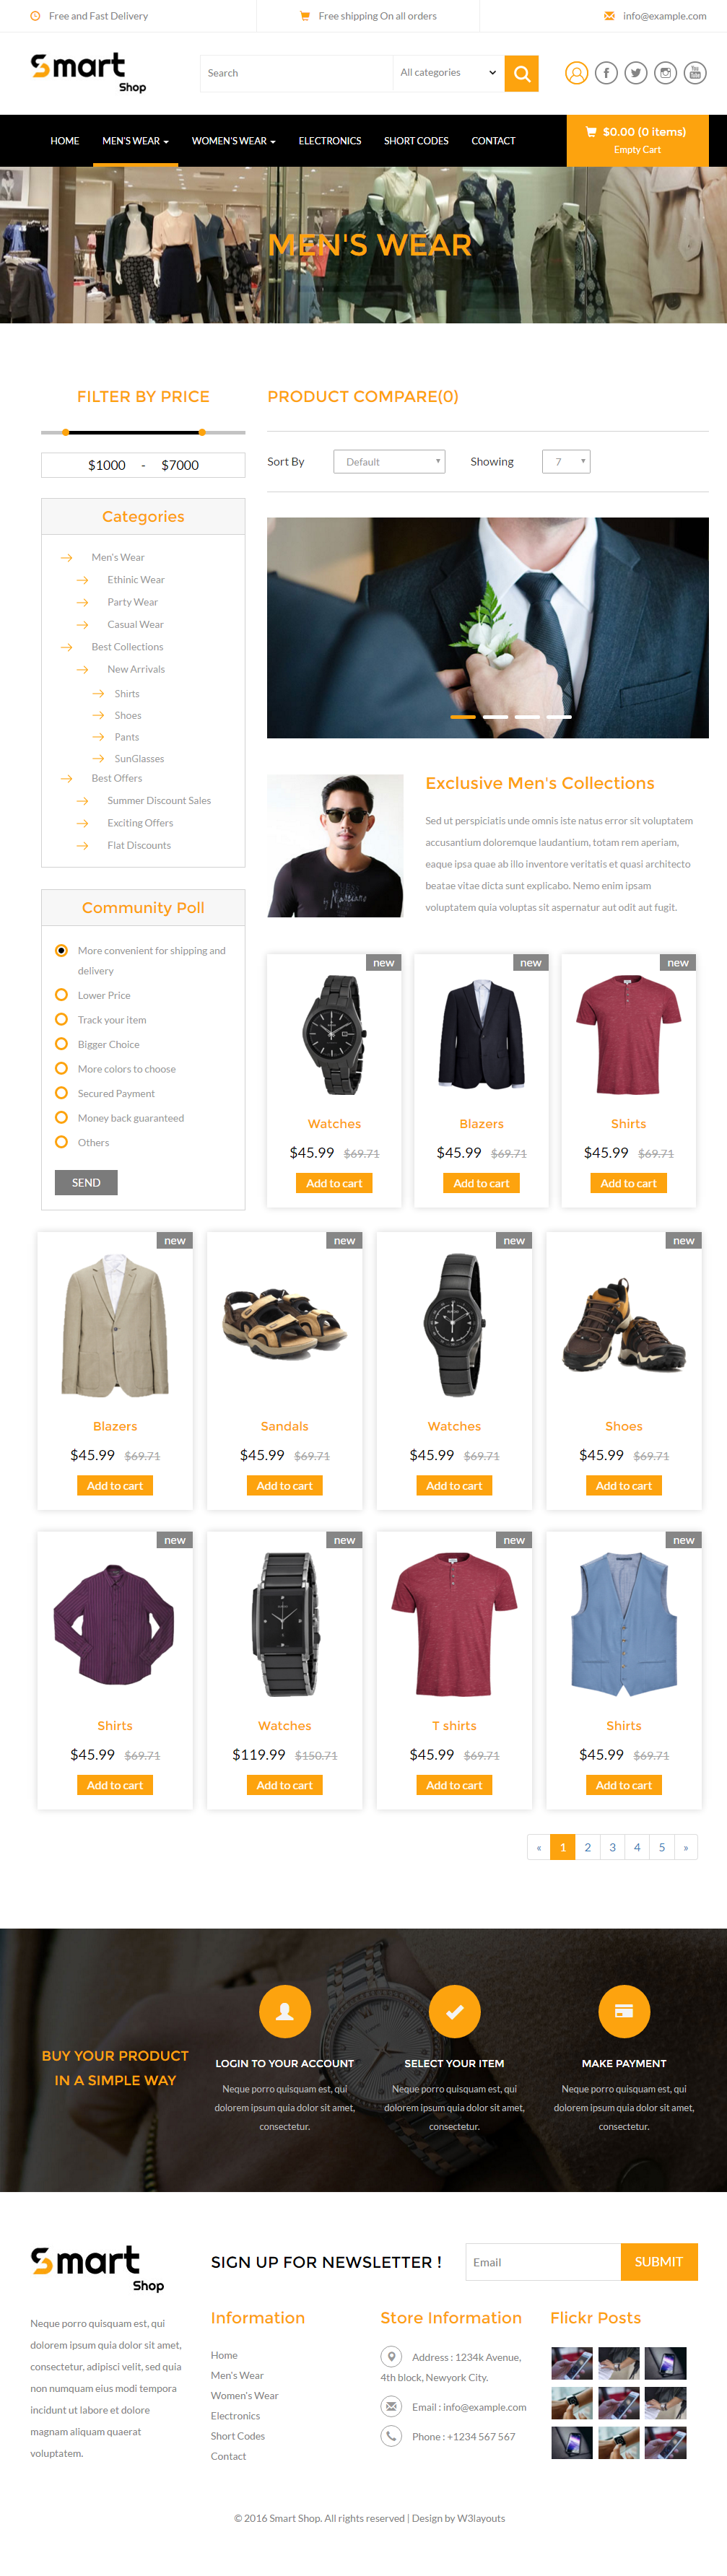 Free and Fast Delivery
Free shipping On all orders
info@example.com
Smart
Shop
Search
All categories
HOME
MEN'S WEAR
WOMEN'S WEAR
ELECTRONICS
SHORT CODES
CONTACT
$0.00 (0 items)
Empty Cart
MEN'S WEAR
FILTER BY PRICE
$1000 - $7000
Categories
Men's Wear
Ethinic Wear
Party Wear
Casual Wear
Best Collections
New Arrivals
Shirts
Shoes
Pants
SunGlasses
Best Offers
Summer Discount Sales
Exciting Offers
Flat Discounts
Community Poll
More convenient for shipping and
delivery
Lower Price
Track your item
Bigger Choice
More colors to choose
Secured Payment
Money back guaranteed
Others
SEND
PRODUCT COMPARE(0)
Sort By
Default
Showing
7
Exclusive Men's Collections
Sed ut perspiciatis unde omnis iste natus error sit voluptatem
accusantium doloremque laudantium, totam rem aperiam,
eaque ipsa quae ab illo inventore veritatis et quasi architecto
beatae vitae dicta sunt explicabo. Nemo enim ipsam
voluptatem quia voluptas sit aspernatur aut odit aut fugit.
new
Watches
$45.99 $69.71
Add to cart
new
Blazers
$45.99 $69.71
Add to cart
new
Shirts
$45.99 $69.71
Add to cart
new
Blazers
$45.99 $69.71
Add to cart
new
Sandals
$45.99 $69.71
Add to cart
new
Watches
$45.99 $69.71
Add to cart
new
Shoes
$45.99 $69.71
Add to cart
new
Shirts
$45.99 $69.71
Add to cart
new
Watches
$119.99 $150.71
Add to cart
new
T shirts
$45.99 $69.71
Add to cart
new
Shirts
$45.99 $69.71
Add to cart
« 1 2 3 4 5 »
BUY YOUR PRODUCT
IN A SIMPLE WAY
LOGIN TO YOUR ACCOUNT
Neque porro quisquam est, qui
dolorem ipsum quia dolor sit amet,
consectetur.
SELECT YOUR ITEM
Neque porro quisquam est, qui
dolorem ipsum quia dolor sit amet,
consectetur.
MAKE PAYMENT
Neque porro quisquam est, qui
dolorem ipsum quia dolor sit amet,
consectetur.
Smart
Shop
Neque porro quisquam est, qui
dolorem ipsum quia dolor sit amet,
consectetur, adipisci velit, sed quia
non numquam eius modi tempora
incidunt ut labore et dolore
magnam aliquam quaerat
voluptatem.
SIGN UP FOR NEWSLETTER !
Email
SUBMIT
Information
Home
Men's Wear
Women's Wear
Electronics
Short Codes
Contact
Store Information
Address : 1234k Avenue,
4th block, Newyork City.
Email : info@example.com
Phone : +1234 567 567
Flickr Posts
© 2016 Smart Shop. All rights reserved | Design by W3layouts